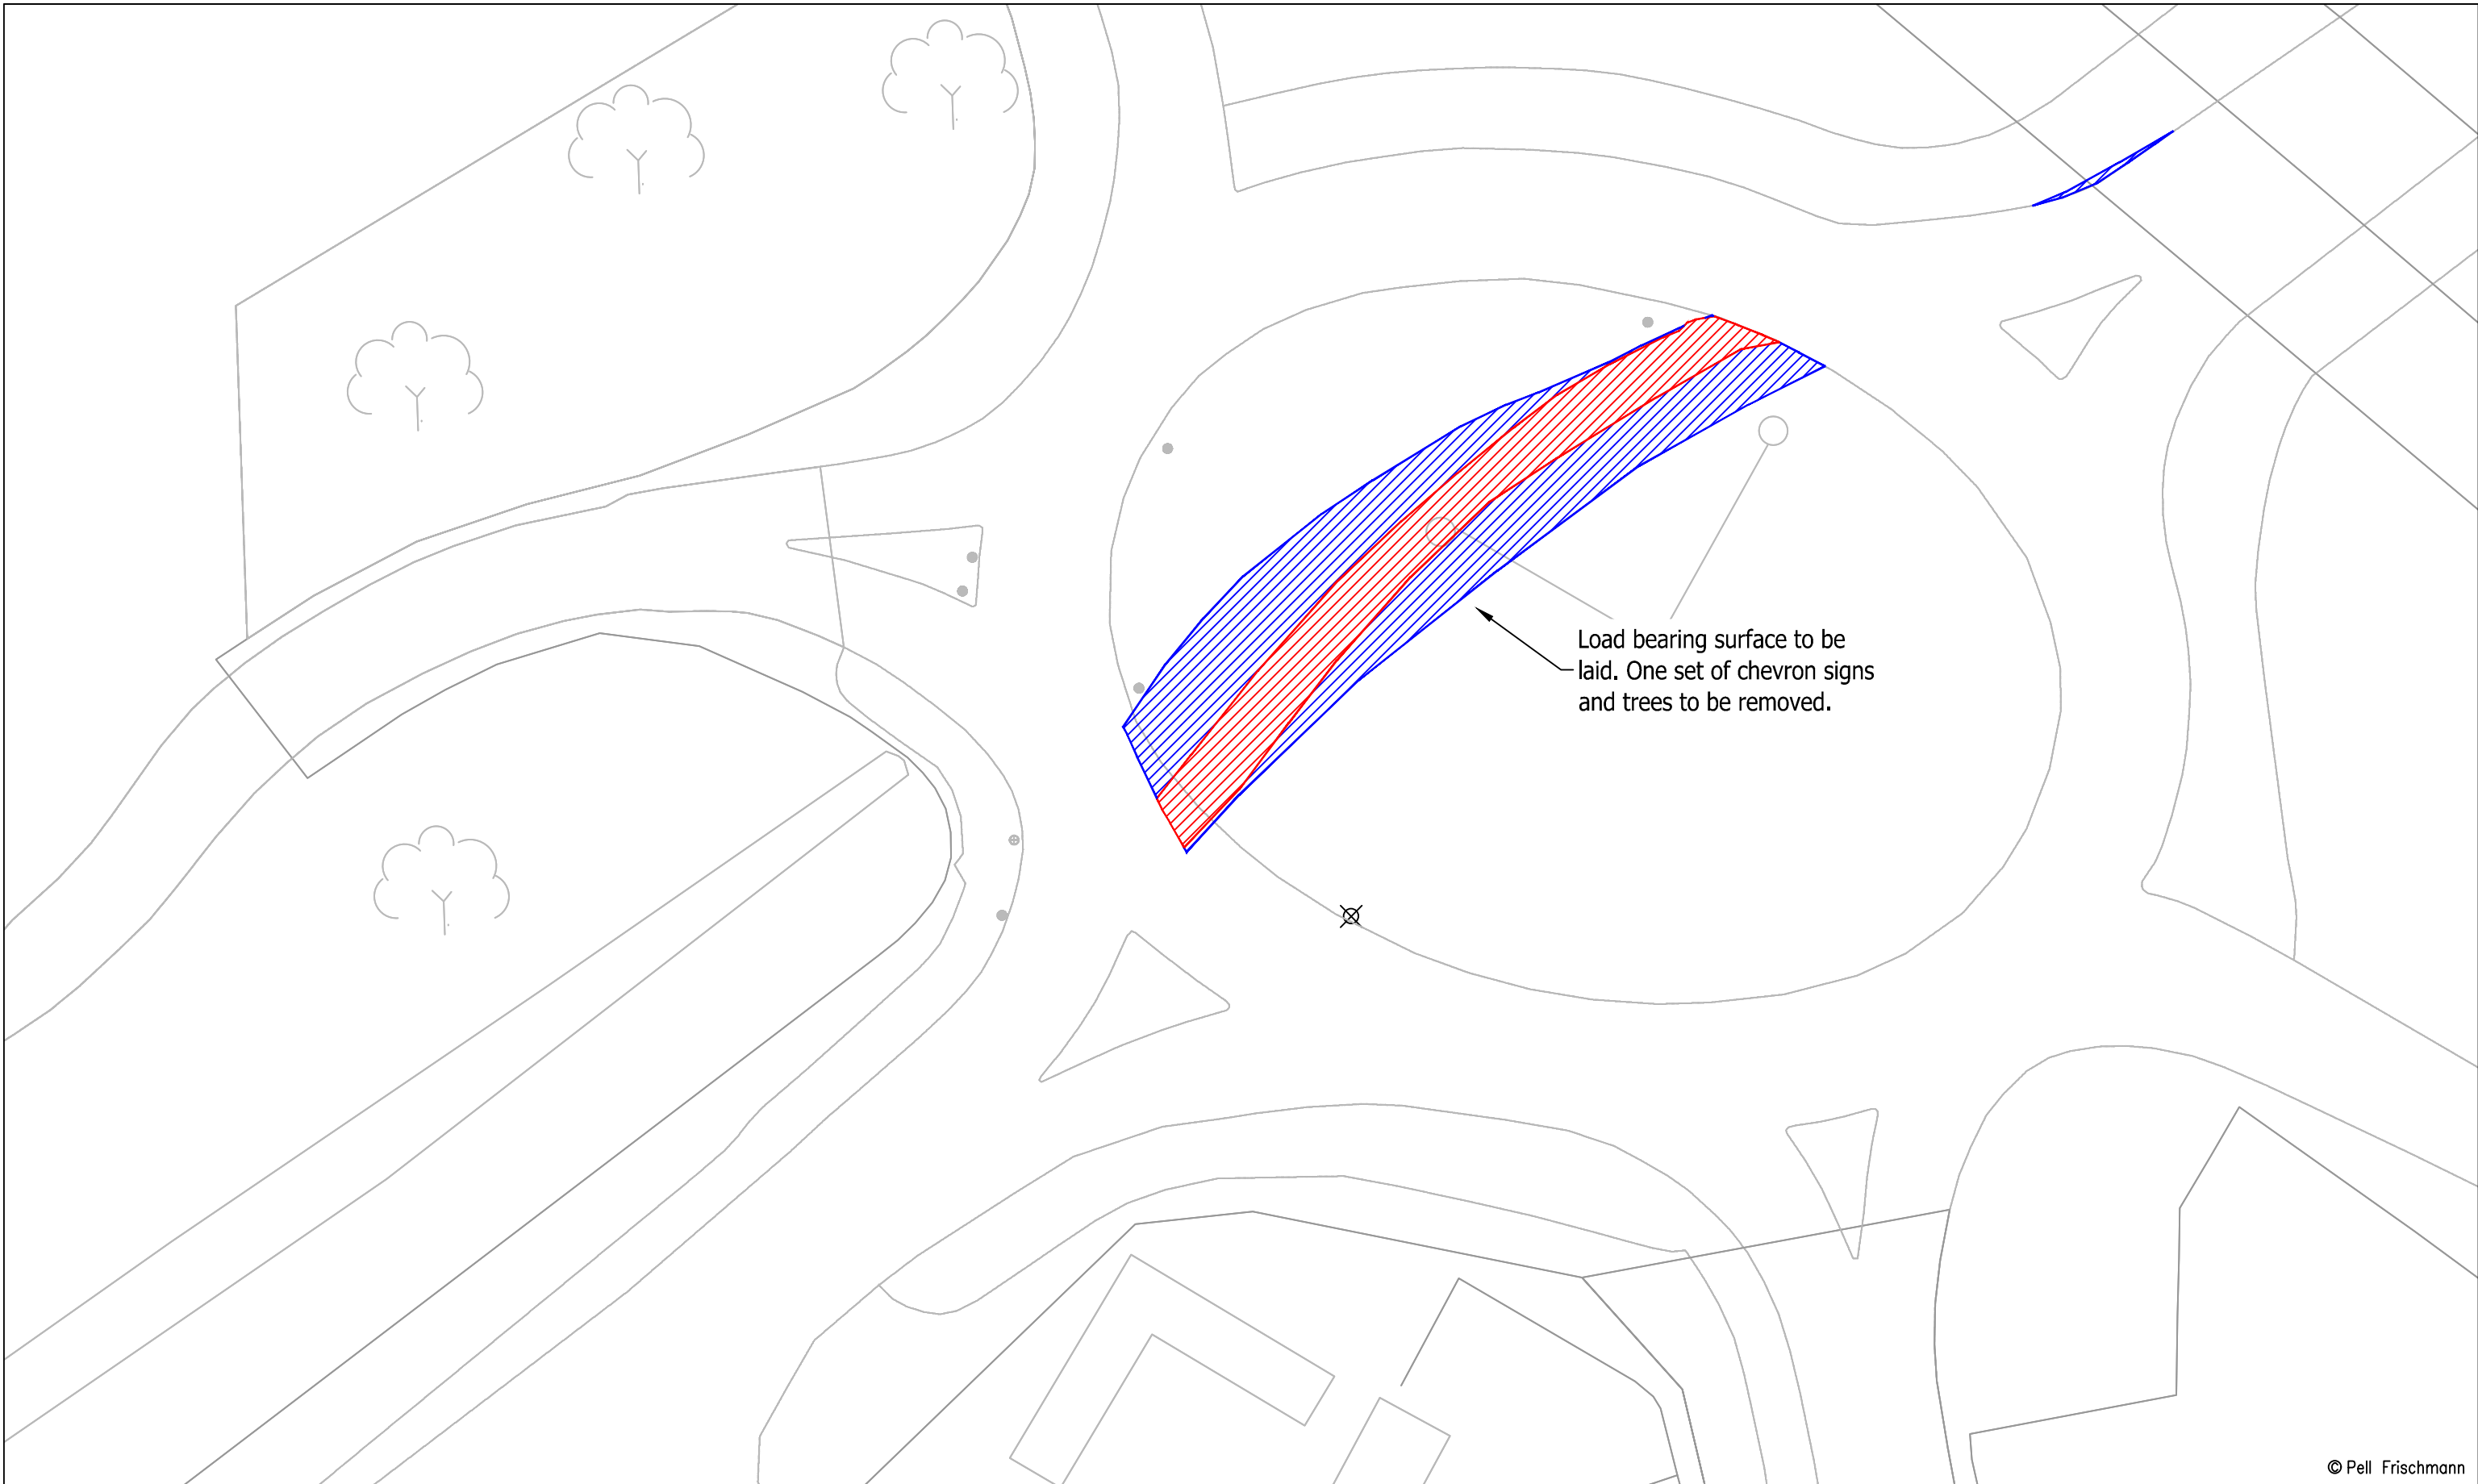 Load bearing surface to be
laid. One set of chevron signs
and trees to be removed.
© Pell Frischmann